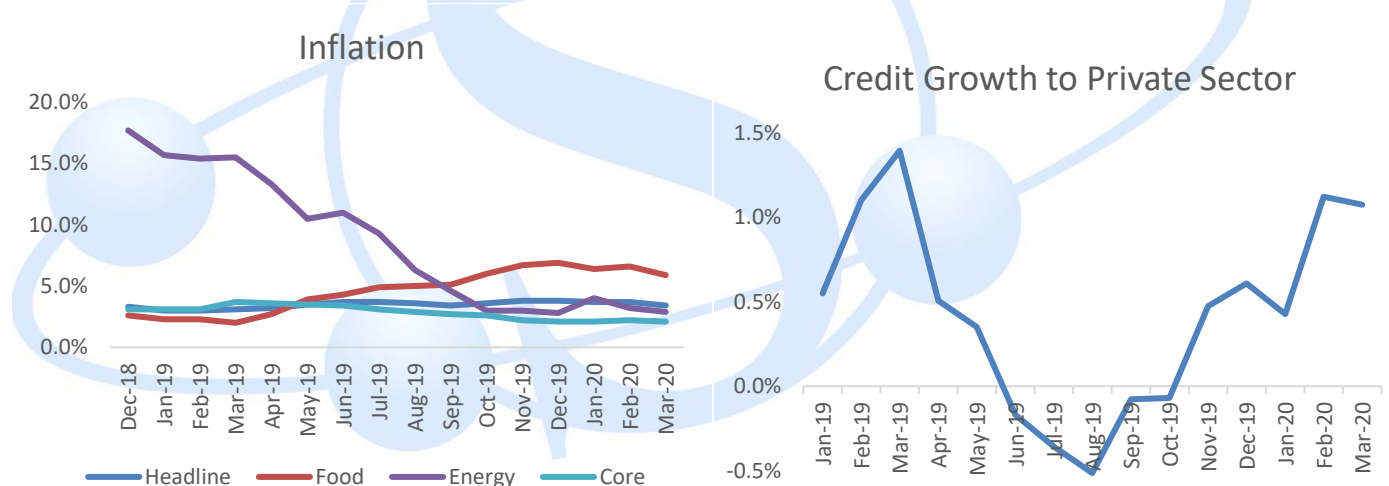 Inflation
20.0%
15.0%
10.0%
5.0%
0.0%
Dec-18
Jan-19
Feb-19
Mar-19
Apr-19
May-19
Jun-19
Jul-19
Aug-19
Sep-19
Oct-19
Nov-19
Dec-19
Jan-20
Feb-20
Mar-20
Headline Food Energy Core
Credit Growth to Private Sector
1.5%
1.0%
0.5%
0.0%
-0.5%
Jan-19
Feb-19
Mar-19
Apr-19
May-19
Jun-19
Jul-19
Aug-19
Sep-19
Oct-19
Nov-19
Dec-19
Jan-20
Feb-20
Mar-20